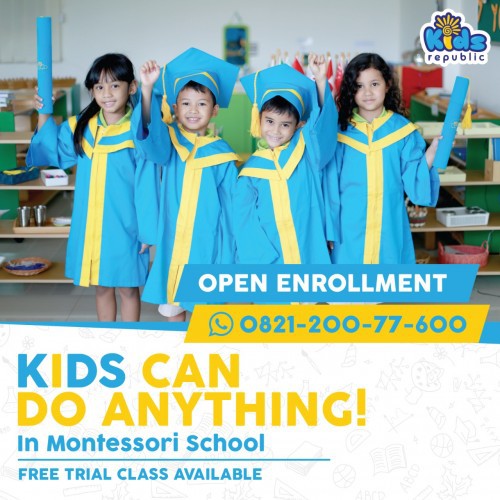 Kids
republic
OPEN ENROLLMENT
0821-200-77-600
KIDS CAN
DO ANYTHING!
In Montessori School
FREE TRIAL CLASS AVAILABLE